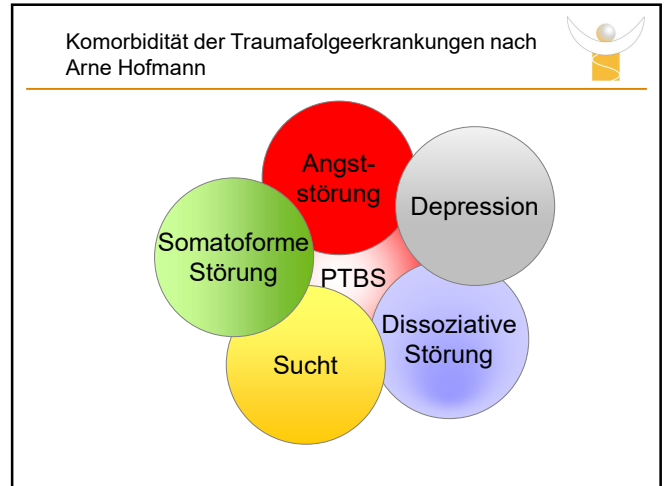 Komorbidität der Traumafolgeerkrankungen nach
Arne Hofmann
Angst-
störung
Depression
Somatoforme
Störung
PTBS
Dissoziative
Störung
Sucht